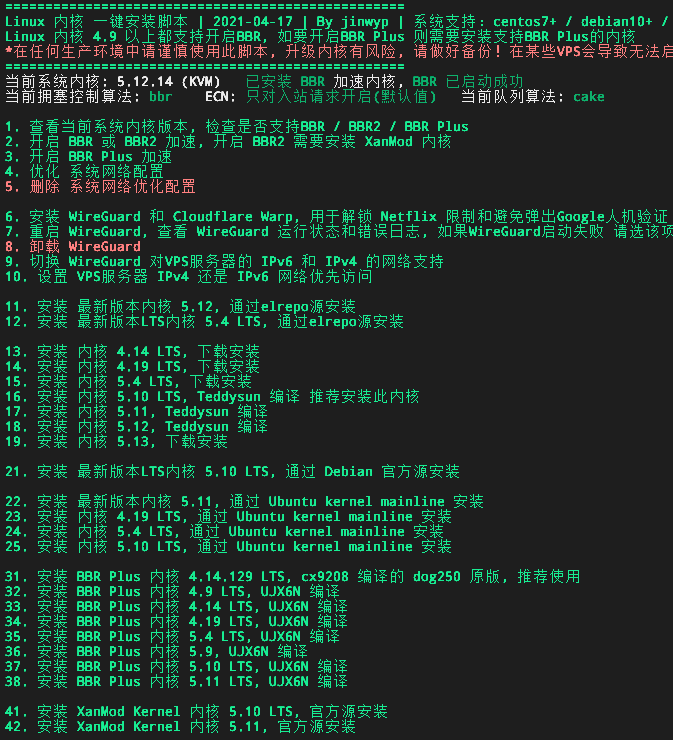 ==================================================
Linux 内核 一键安装脚本 | 2021-04-17 | By jinwyp | 系统支持: centos7+ / debian10+ /
Linux 内核 4.9 以上都支持开启BBR, 如要开启BBR Plus 则需要安装支持BBR Plus的内核
*在任何生产环境中请谨慎使用此脚本, 升级内核有风险, 请做好备份! 在某些VPS会导致无法启
==================================================
当前系统内核: 5.12.14 (KVM) 已安装 BBR 加速内核, BBR 已启动成功
当前拥塞控制算法: bbr ECN: 只对入站请求开启(默认值) 当前队列算法: cake
1. 查看当前系统内核版本, 检查是否支持BBR / BBR2 / BBR Plus
2. 开启 BBR 或 BBR2 加速, 开启 BBR2 需要安装 XanMod 内核
3. 开启 BBR Plus 加速
4. 优化 系统网络配置
5. 删除 系统网络优化配置
6. 安装 WireGuard 和 Cloudflare Warp, 用于解锁 Netflix 限制和避免弹出Google人机验证
7. 重启 WireGuard, 查看 WireGuard 运行状态和错误日志, 如果WireGuard启动失败 请选该项
8. 卸载 WireGuard
9. 切换 WireGuard 对VPS服务器的 IPv6 和 IPv4 的网络支持
10. 设置 VPS服务器 IPv4 还是 IPv6 网络优先访问
11. 安装 最新版本内核 5.12, 通过elrepo源安装
12. 安装 最新版本LTS内核 5.4 LTS, 通过elrepo源安装
13. 安装 内核 4.14 LTS, 下载安装
14. 安装 内核 4.19 LTS, 下载安装
15. 安装 内核 5.4 LTS, 下载安装
16. 安装 内核 5.10 LTS, Teddysun 编译 推荐安装此内核
17. 安装 内核 5.11, Teddysun 编译
18. 安装 内核 5.12, Teddysun 编译
19. 安装 内核 5.13, 下载安装
21. 安装 最新版本LTS内核 5.10 LTS, 通过 Debian 官方源安装
22. 安装 最新版本内核 5.11, 通过 Ubuntu kernel mainline 安装
23. 安装 内核 4.19 LTS, 通过 Ubuntu kernel mainline 安装
24. 安装 内核 5.4 LTS, 通过 Ubuntu kernel mainline 安装
25. 安装 内核 5.10 LTS, 通过 Ubuntu kernel mainline 安装
31. 安装 BBR Plus 内核 4.14.129 LTS, cx9208 编译的 dog250 原版, 推荐使用
32. 安装 BBR Plus 内核 4.9 LTS, UJX6N 编译
33. 安装 BBR Plus 内核 4.14 LTS, UJX6N 编译
34. 安装 BBR Plus 内核 4.19 LTS, UJX6N 编译
35. 安装 BBR Plus 内核 5.4 LTS, UJX6N 编译
36. 安装 BBR Plus 内核 5.9, UJX6N 编译
37. 安装 BBR Plus 内核 5.10 LTS, UJX6N 编译
38. 安装 BBR Plus 内核 5.11 LTS, UJX6N 编译
41. 安装 XanMod Kernel 内核 5.10 LTS, 官方源安装
42. 安装 XanMod Kernel 内核 5.11, 官方源安装